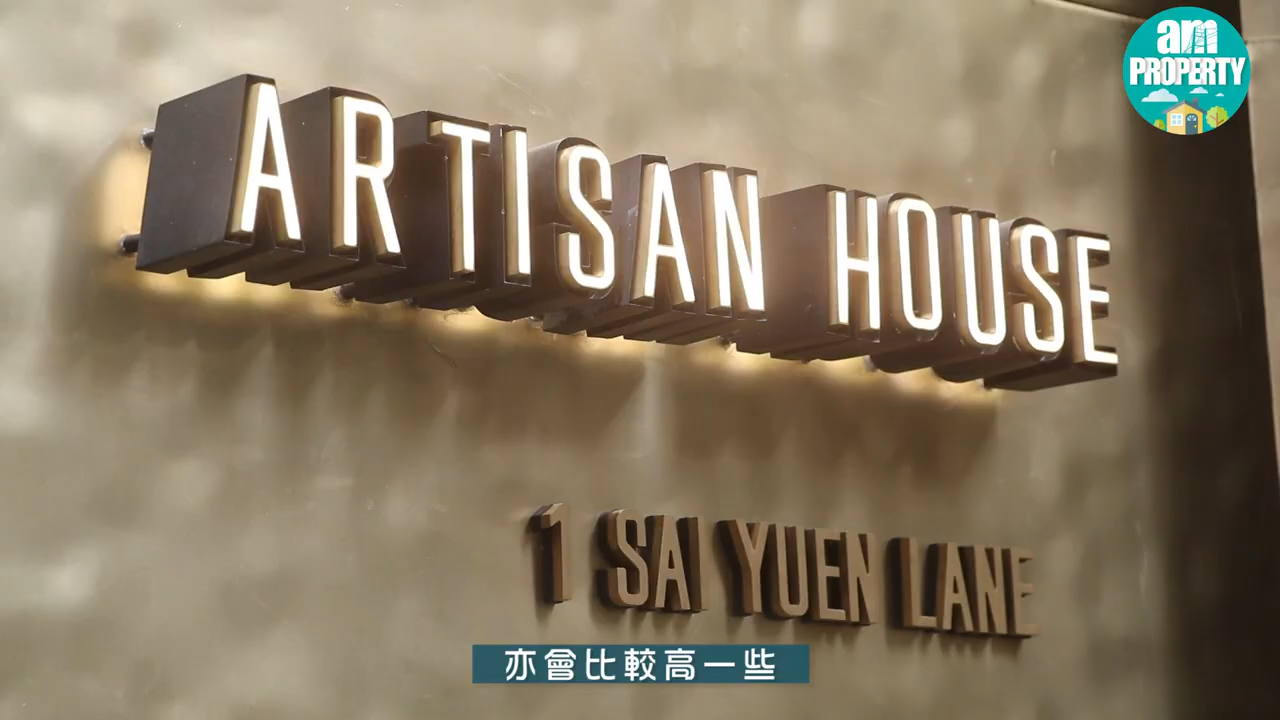 am
PROPERTY
ARTISAN HOUSE
1 SAI YUEN LANE
亦會比較高一些